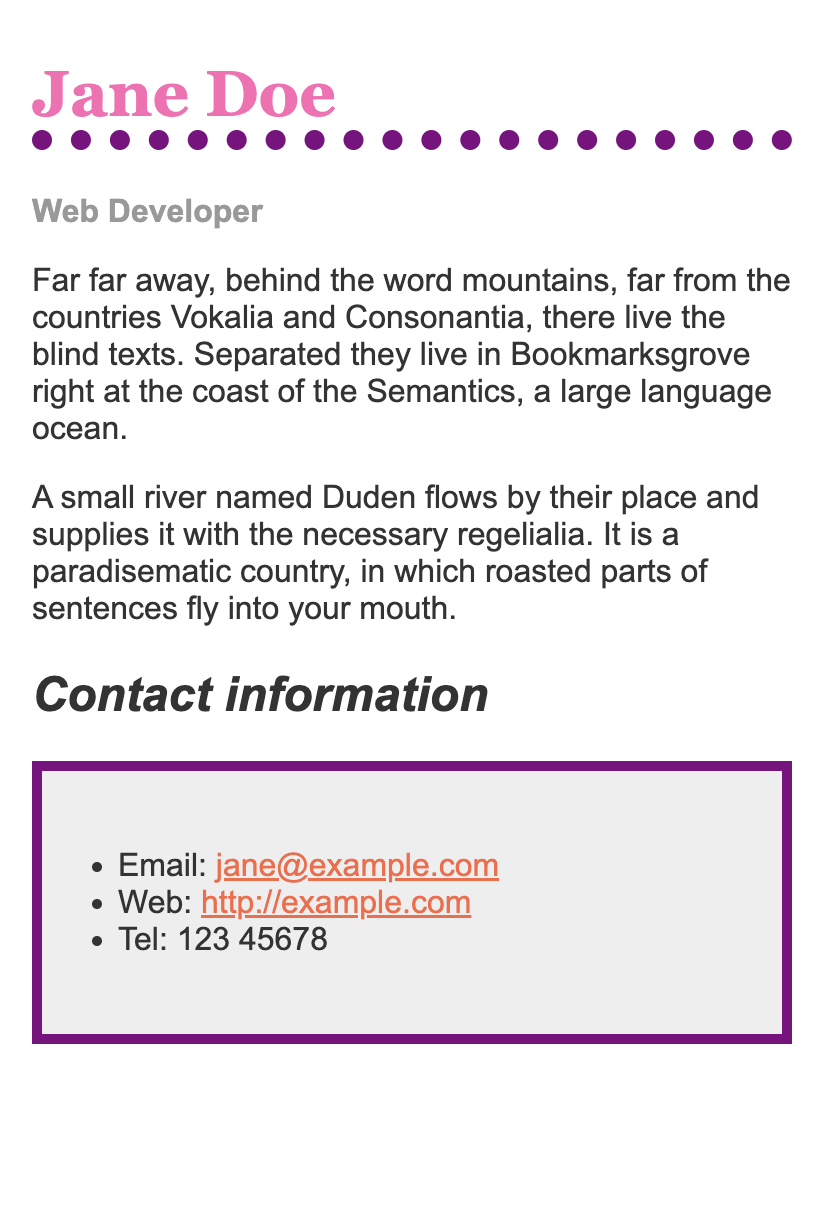 Jane Doe
Web Developer
Far far away, behind the word mountains, far from the
countries Vokalia and Consonantia, there live the
blind texts. Separated they live in Bookmarksgrove
right at the coast of the Semantics, a large language
ocean.
A small river named Duden flows by their place and
supplies it with the necessary regelialia. It is a
paradisematic country, in which roasted parts of
sentences fly into your mouth.
Contact information
• Email: jane@example.com
• Web: http://example.com
• Tel: 123 45678